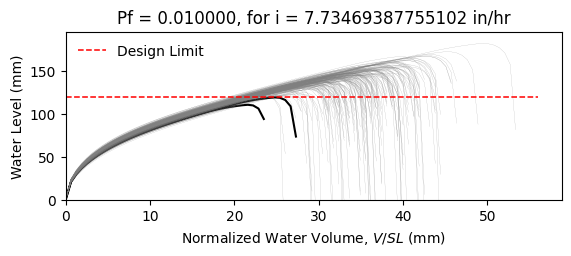 Pf = 0.010000, for i = 7.73469387755102 in/hr
Design Limit
Water Level (mm)
150
100
50
0
0 10 20 30 40 50
Normalized Water Volume, V/SL (mm)